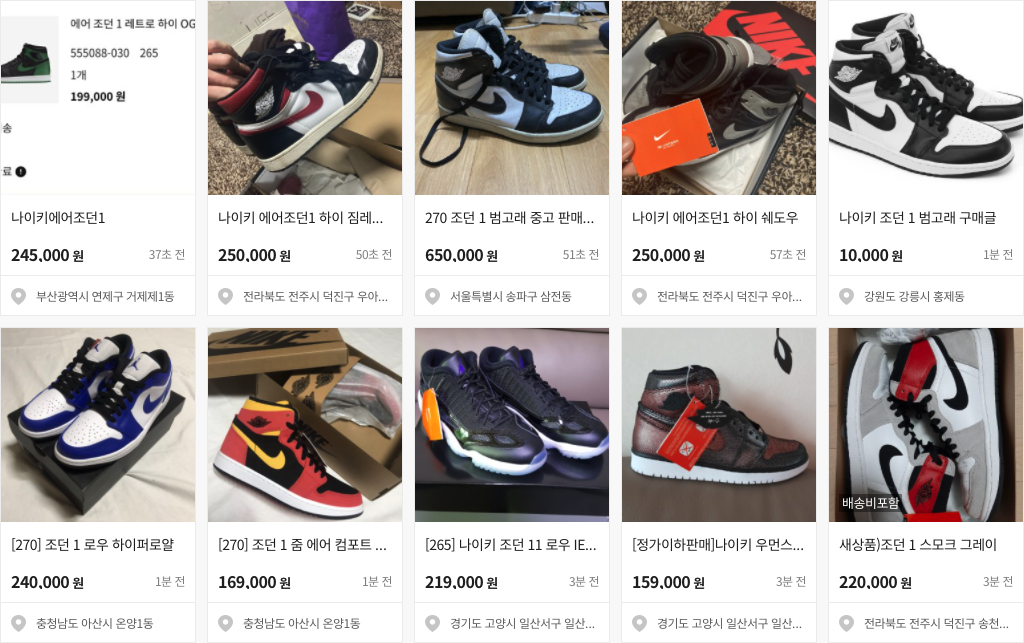 에어 조던 1 레트로 하이 OG
555088-030 265
1개
199,000 원
송
료
나이키에어조던1
245,000 원 37초 전
부산광역시 연제구 거제제1동
나이키 에어조던1 하이 짐레...
250,000 원 50초 전
전라북도 전주시 덕진구 우아...
270 조던 1 범고래 중고 판매...
650,000 원 51초 전
서울특별시 송파구 삼전동
NIKE
나이키 에어조던1 하이 쉐도우
250,000 원 57초 전
전라북도 전주시 덕진구 우아...
나이키 조던 1 범고래 구매글
10,000 원 1분 전
강원도 강릉시 홍제동
[270] 조던 1 로우 하이퍼로얄
240,000 원 1분 전
충청남도 아산시 온양1동
[270] 조던 1 줌 에어 컴포트 ...
169,000 원 1분 전
충청남도 아산시 온양1동
[265] 나이키 조던 11 로우 IE...
219,000 원 3분 전
경기도 고양시 일산서구 일산...
[정가이하판매]나이키 우먼스...
159,000 원 3분 전
경기도 고양시 일산서구 일산...
배송비포함
새상품)조던 1 스모크 그레이
220,000 원 3분 전
전라북도 전주시 덕진구 송천...